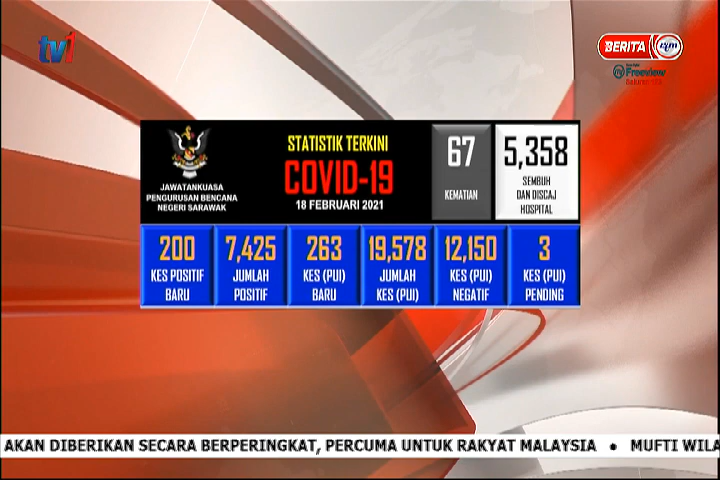 tv1
BERITA rtm
Freeview
JAWATANKUASA
PENGURUSAN BENCANA
NEGERI SARAWAK
STATISTIK TERKINI
COVID-19
18 FEBRUARI 2021
67
KEMATIAN
5,358
SEMBUH
DAN DISCAJ
HOSPITAL
200
KES POSITIF
BARU
7,425
JUMLAH
POSITIF
263
KES (PUI)
BARU
19,578
JUMLAH
KES (PUI)
12,150
KES (PUI)
NEGATIF
3
KES (PUI)
PENDING
AKAN DIBERIKAN SECARA BERPERINGKAT, PERCUMA UNTUK RAKYAT MALAYSIA ● MUFTI WILA